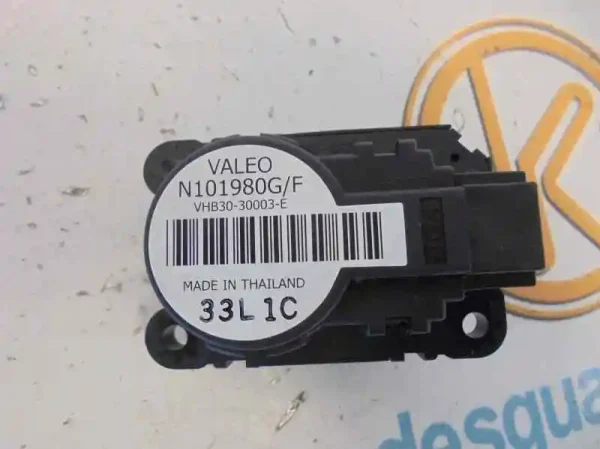 VALEO
N101980G/F
VHB30-30003-E
MADE IN THAILAND
33L1C
desgua